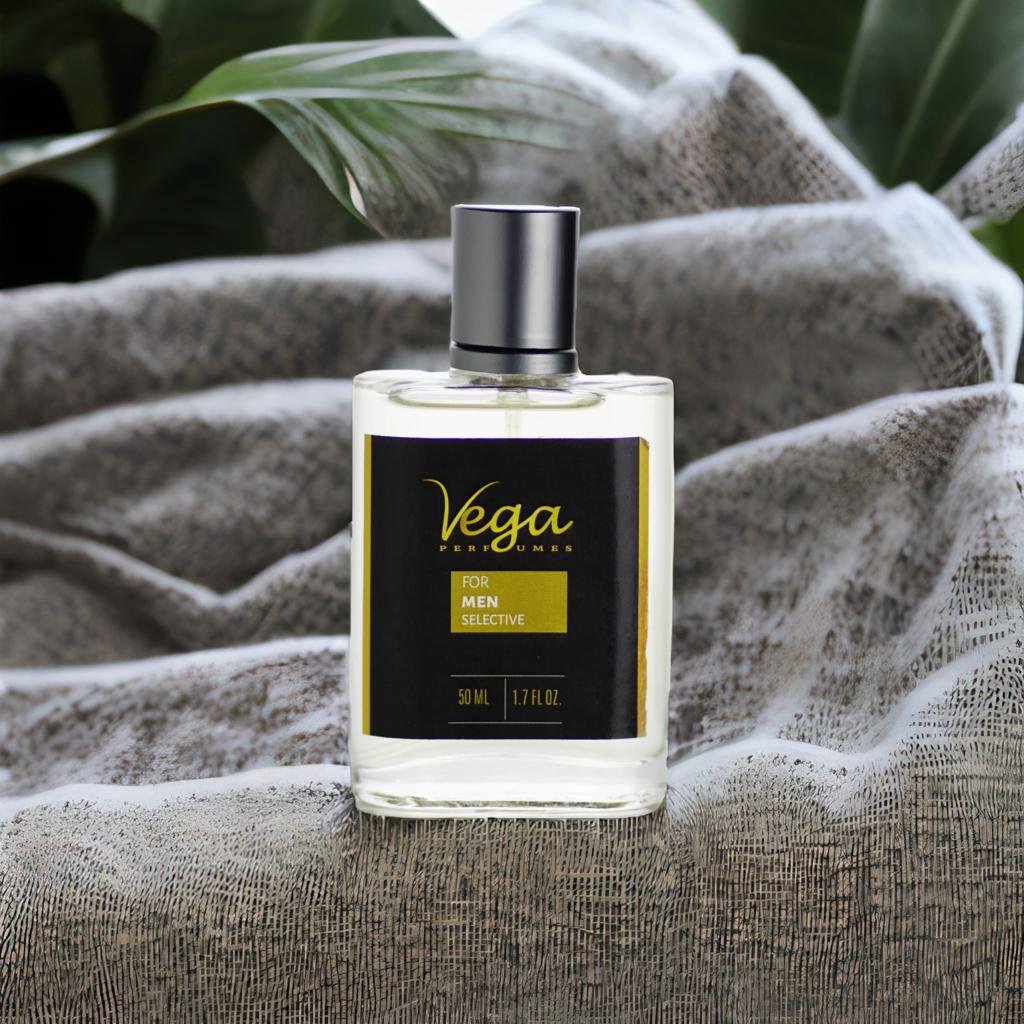 Vega
PERFUMES
FOR
MEN
SELECTIVE
50 ML 1.7 FL OZ.